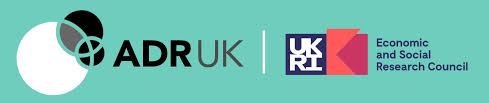 ADR UK
UK
RI
Economic
and Social
Research Council